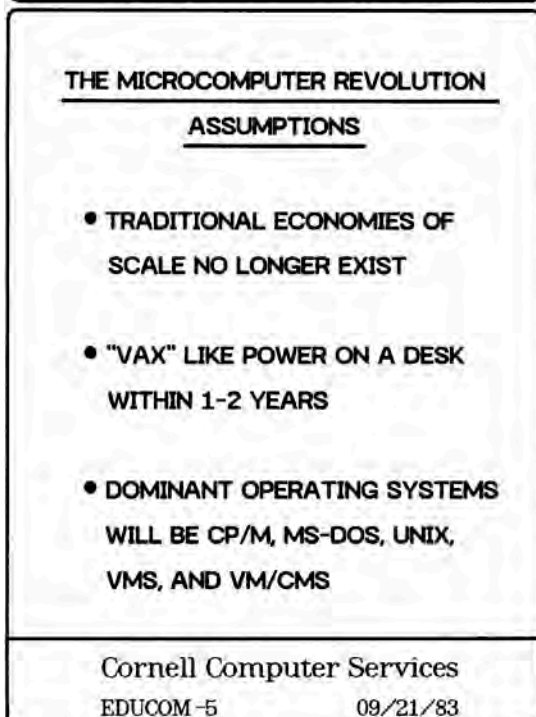 THE MICROCOMPUTER REVOLUTION
ASSUMPTIONS
• TRADITIONAL ECONOMIES OF
SCALE NO LONGER EXIST
• "VAX" LIKE POWER ON A DESK
WITHIN 1-2 YEARS
• DOMINANT OPERATING SYSTEMS
WILL BE CP/M, MS-DOS, UNIX,
VMS, AND VM/CMS
Cornell Computer Services
EDUCOM-5 09/21/83